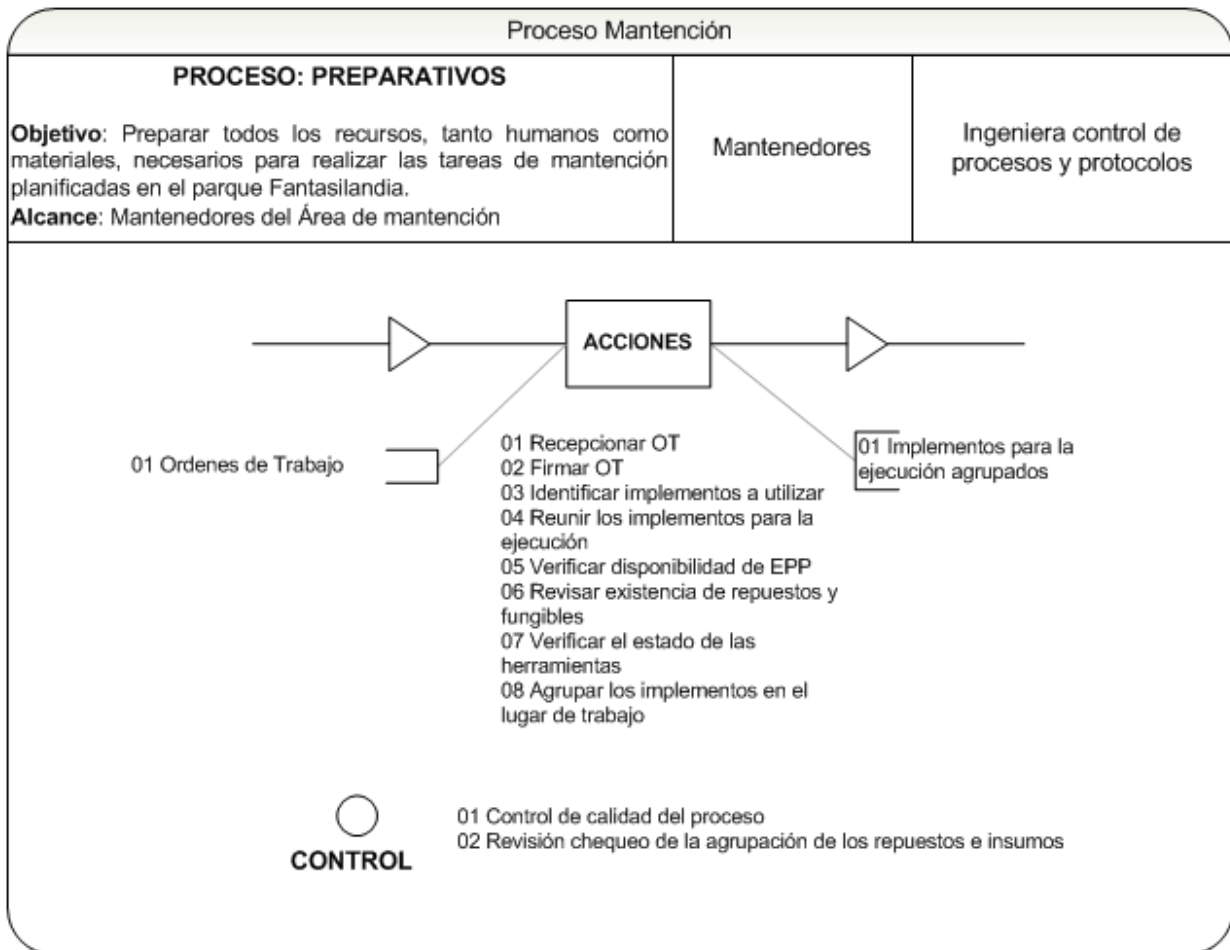 Proceso Mantención
PROCESO: PREPARATIVOS
Objetivo: Preparar todos los recursos, tanto humanos como
materiales, necesarios para realizar las tareas de mantención
planificadas en el parque Fantasilandia.
Alcance: Mantenedores del Área de mantención
Mantenedores
Ingeniera control de
procesos y protocolos
ACCIONES
01 Ordenes de Trabajo
01 Recepcionar OT
02 Firmar OT
03 Identificar implementos a utilizar
04 Reunir los implementos para la
ejecución
05 Verificar disponibilidad de EPP
06 Revisar existencia de repuestos y
fungibles
07 Verificar el estado de las
herramientas
08 Agrupar los implementos en el
lugar de trabajo
01 Implementos para la
ejecución agrupados
CONTROL
01 Control de calidad del proceso
02 Revisión chequeo de la agrupación de los repuestos e insumos